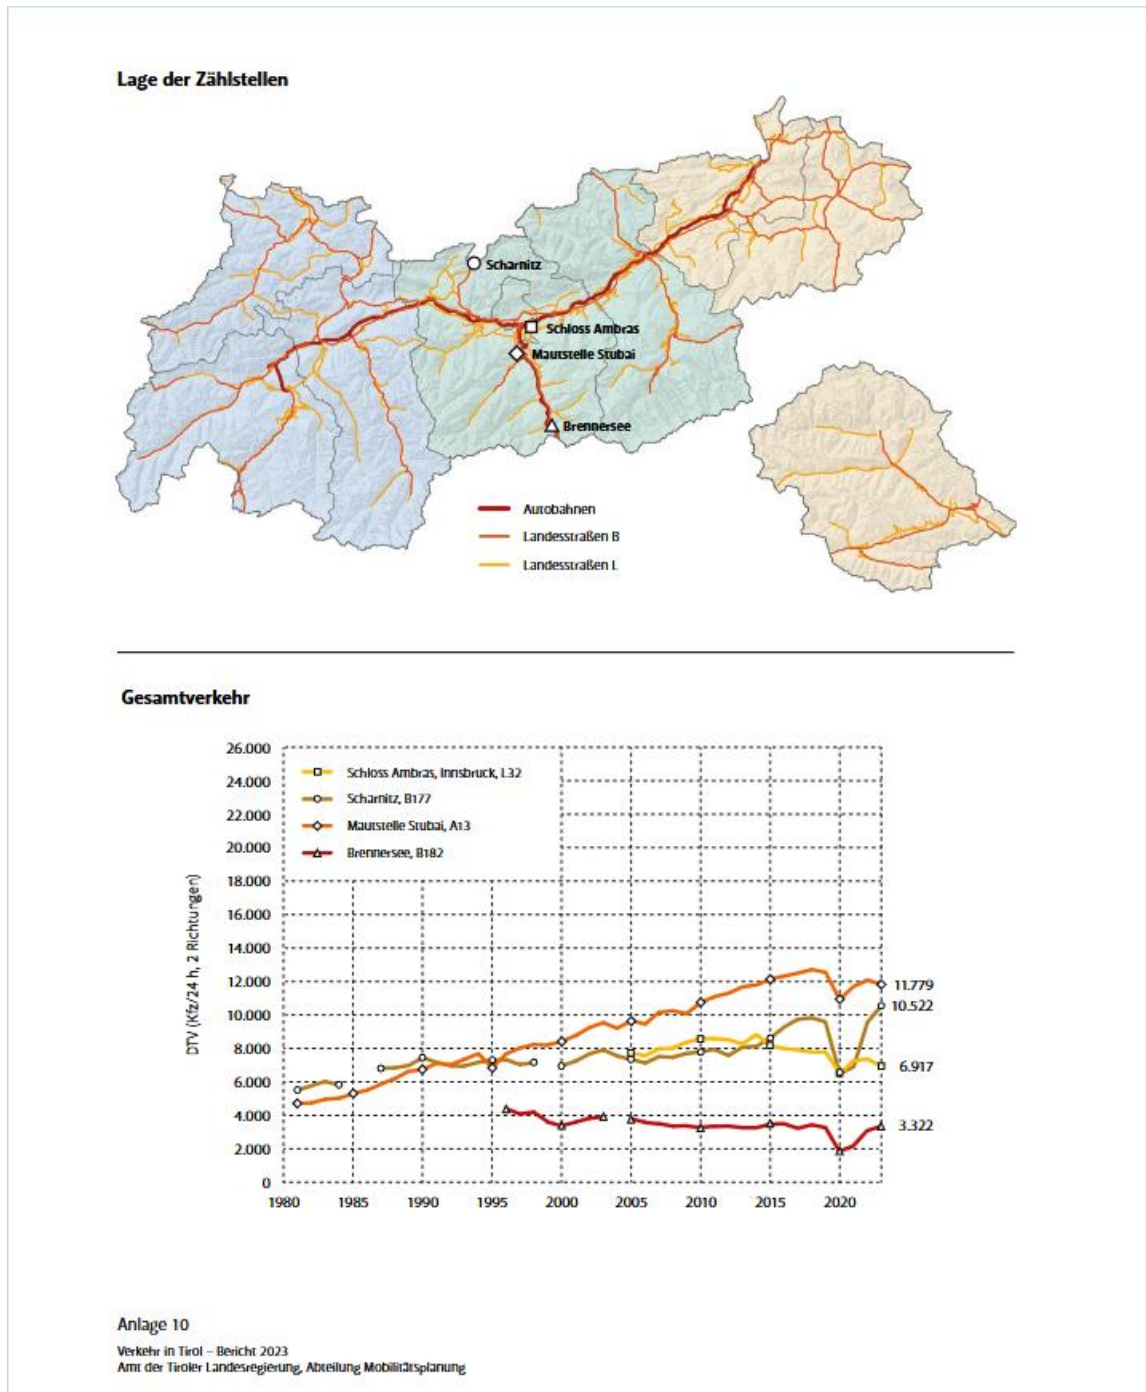 Lage der Zählstellen
Scharnitz
Schloss Ambras
Mautstelle Stubai
Brennersee
Autobahnen
Landesstraßen B
Landesstraßen L
Gesamtverkehr
DTV (Kfz/24 h, 2 Richtungen)
26.000
24.000
22.000
20.000
18.000
16.000
14.000
12.000
10.000
8.000
6.000
4.000
2.000
0
Schloss Ambras, Innsbruck, L32
Scharnitz, B177
Mautstelle Stubai, A13
Brennersee, B182
11.779
10.522
6.917
3.322
1980 1985 1990 1995 2000 2005 2010 2015 2020
Anlage 10
Verkehr in Tirol – Bericht 2023
Amt der Tiroler Landesregierung, Abteilung Mobilitätsplanung